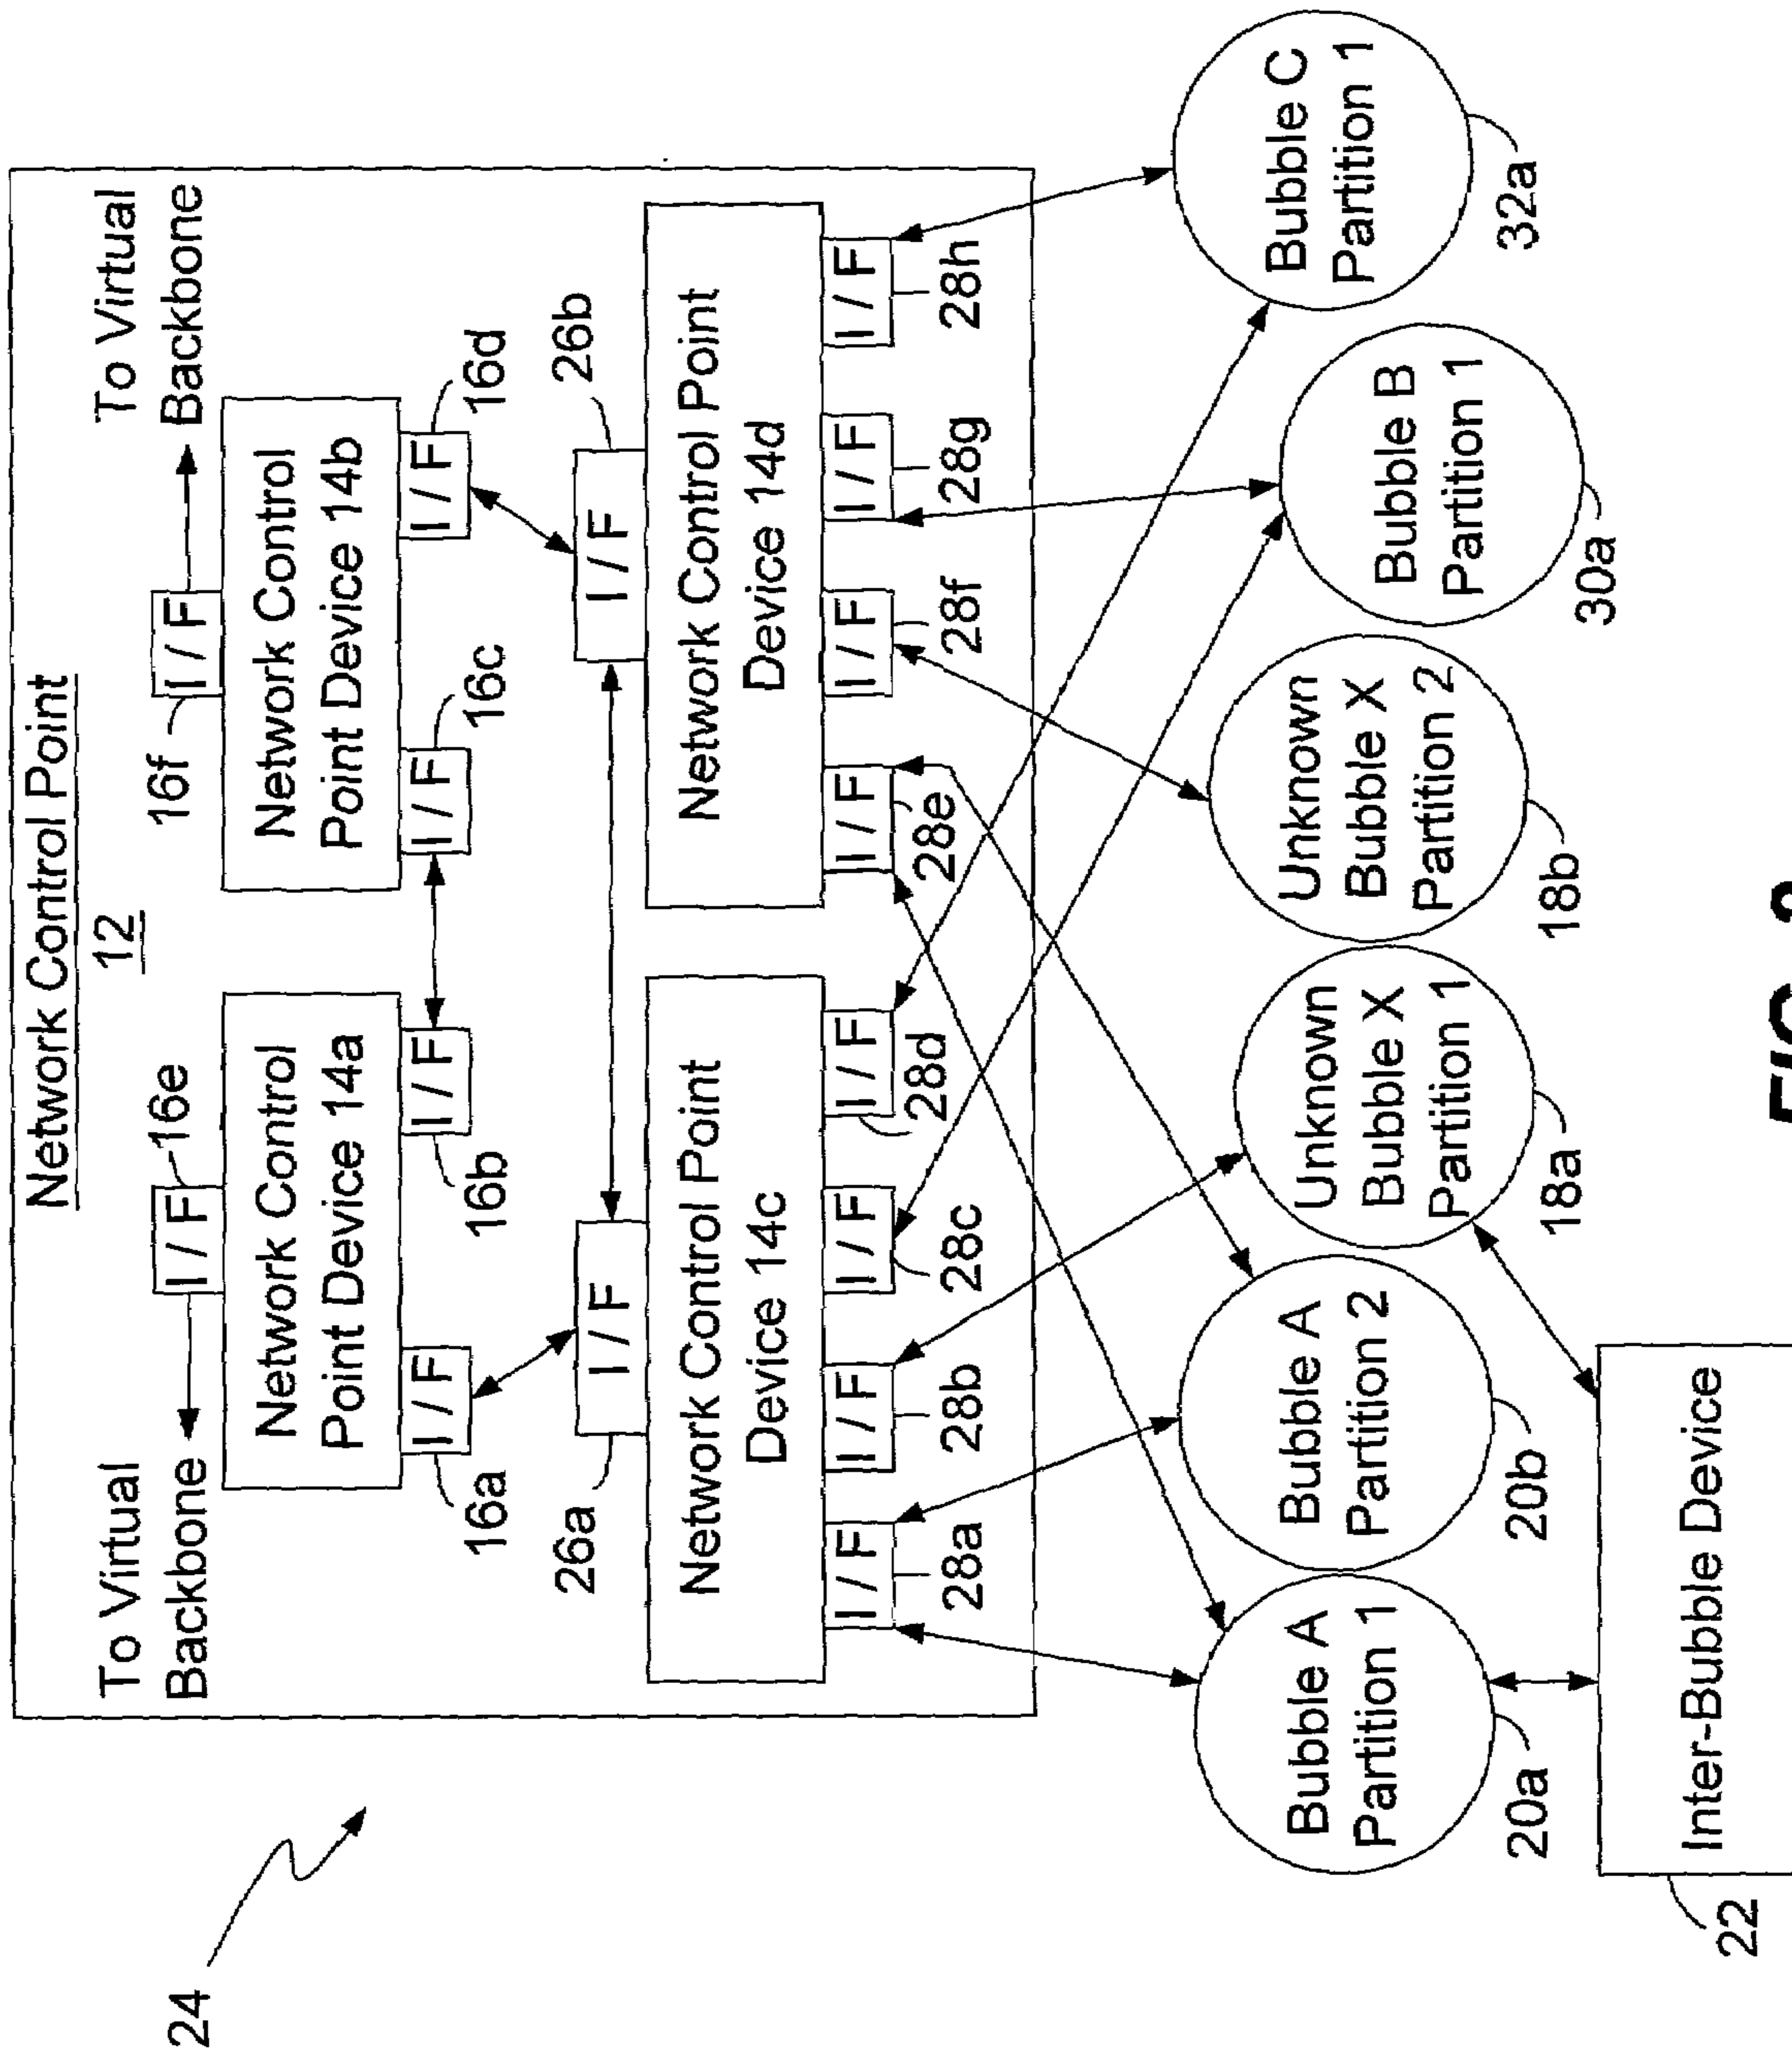 Network Control Point
12
To Virtual
Backbone
To Virtual
Backbone
I / F
16e
16f
I / F
Network Control
Point Device 14a
Network Control
Point Device 14b
I / F
I / F
I / F
I / F
16a
16b
16c
16d
26a
I / F
I / F
26b
Network Control Point
Device 14c
Network Control Point
Device 14d
I / F
I / F
I / F
I / F
I / F
I / F
I / F
I / F
28a
28b
28c
28d
28e
28f
28g
28h
24
Bubble A
Partition 1
20a
Bubble A
Partition 2
20b
Unknown
Bubble X
Partition 1
18a
Unknown
Bubble X
Partition 2
18b
Bubble B
Partition 1
30a
Bubble C
Partition 1
32a
Inter-Bubble Device
22